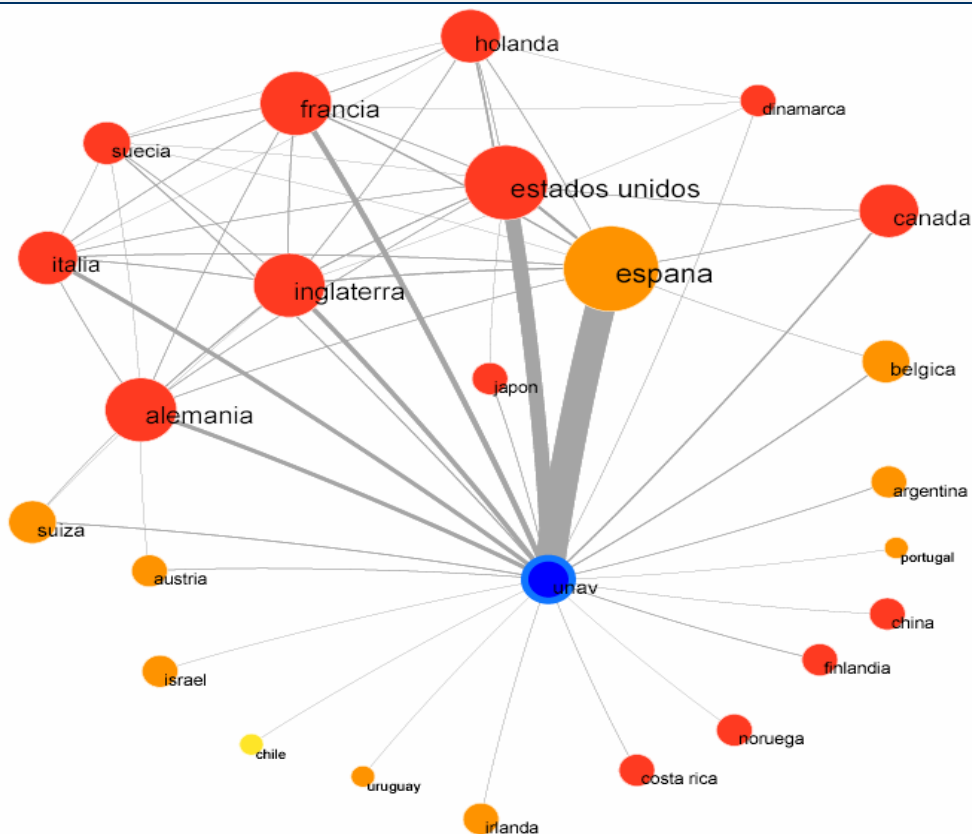 holanda
francia
dinamarca
suecia
estados unidos
canada
italia
espana
inglaterra
belgica
japon
alemania
argentina
suiza
portugal
austria
unav
china
finlandia
israel
noruega
chile
costa rica
uruguay
irlanda